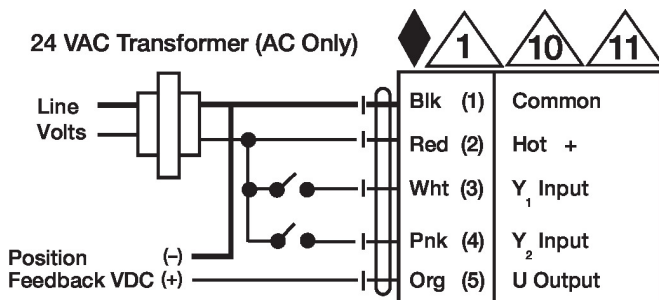 24 VAC Transformer (AC Only)
1
10
11
Line
Volts
Blk (1) Common
Red (2) Hot +
Wht (3) Y1 Input
Pnk (4) Y2 Input
Org (5) U Output
Position (–)
Feedback VDC (+)